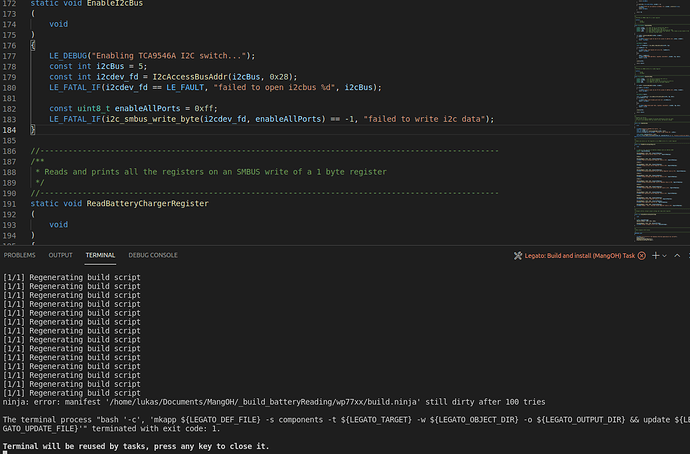 172 static void EnableI2cBus
173 (
174 void
175 )
176 {
177 LE_DEBUG("Enabling TCA9546A I2C switch...");
178 const int i2cBus = 5;
179 const int i2cdev_fd = I2cAccessBusAddr(i2cBus, 0x28);
180 LE_FATAL_IF(i2cdev_fd == LE_FAULT, "failed to open i2cbus %d", i2cBus);
181
182 const uint8_t enableAllPorts = 0xff;
183 LE_FATAL_IF(i2c_smbus_write_byte(i2cdev_fd, enableAllPorts) == -1, "failed to write i2c data");
184 }
185
186 //--------------------------------------------------------------------------------------------------
187 /**
188 * Reads and prints all the registers on an SMBUS write of a 1 byte register
189 */
190 //--------------------------------------------------------------------------------------------------
191 static void ReadBatteryChargerRegister
192 (
193 void
194 )
PROBLEMS OUTPUT TERMINAL DEBUG CONSOLE Legato: Build and install (MangOH) Task
[1/1] Regenerating build script
[1/1] Regenerating build script
[1/1] Regenerating build script
[1/1] Regenerating build script
[1/1] Regenerating build script
[1/1] Regenerating build script
[1/1] Regenerating build script
[1/1] Regenerating build script
[1/1] Regenerating build script
[1/1] Regenerating build script
[1/1] Regenerating build script
[1/1] Regenerating build script
[1/1] Regenerating build script
[1/1] Regenerating build script
ninja: error: manifest '/home/lukas/Documents/MangOH/_build_batteryReading/wp77xx/build.ninja' still dirty after 100 tries
The terminal process "bash '-c', 'mkapp ${LEGATO_DEF_FILE} -s components -t ${LEGATO_TARGET} -w ${LEGATO_OBJECT_DIR} -o ${LEGATO_OUTPUT_DIR} && update ${LE
GATO_UPDATE_FILE}'" terminated with exit code: 1.
Terminal will be reused by tasks, press any key to close it.